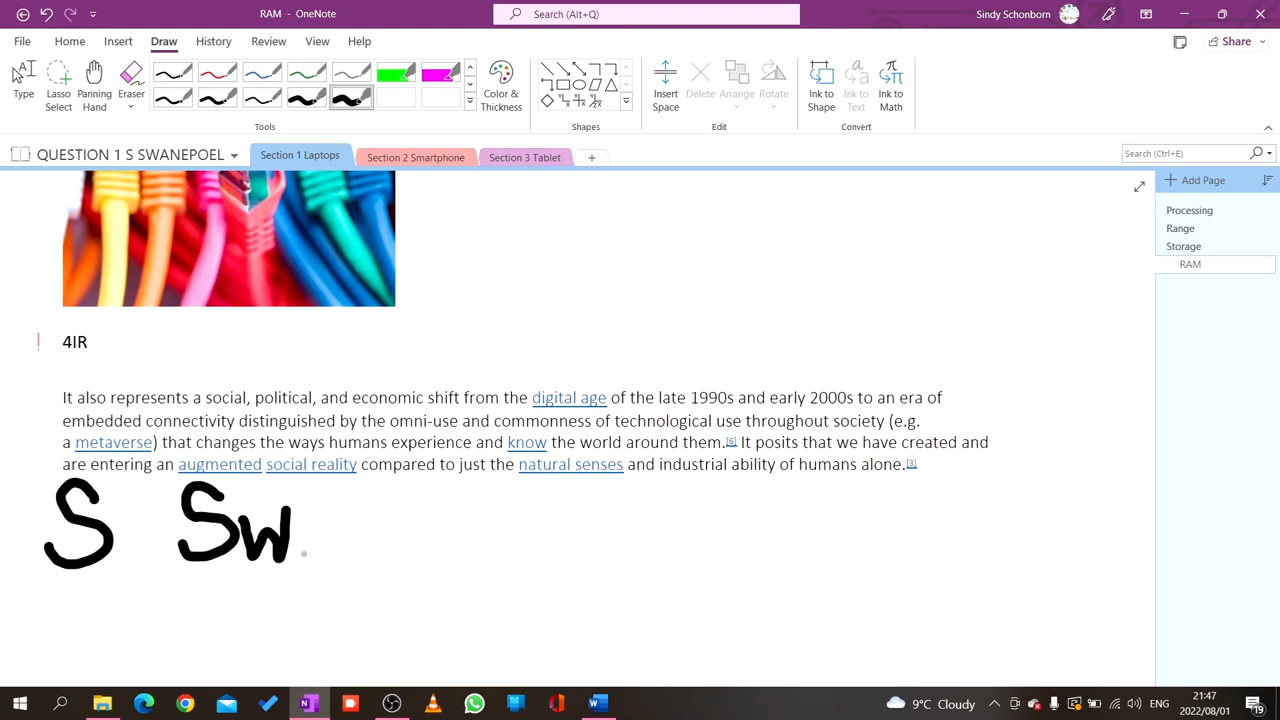 RAM - OneNote
Search (Alt+Q)
Sindy Schonborn
File Home Insert Draw History Review View Help
Share
Type
Lasso Select
Panning Hand
Eraser
Color & Thickness
Insert Space
Delete
Arrange
Rotate
Ink to Shape
Ink to Text
Ink to Math
Tools
Shapes
Edit
Convert
QUESTION 1 S SWANEPOEL
Section 1 Laptops
Section 2 Smartphone
Section 3 Tablet
Search (Ctrl+E)
Add Page
Processing
Range
Storage
RAM
! 4IR
It also represents a social, political, and economic shift from the digital age of the late 1990s and early 2000s to an era of
embedded connectivity distinguished by the omni-use and commonness of technological use throughout society (e.g.
a metaverse) that changes the ways humans experience and know the world around them.[6] It posits that we have created and
are entering an augmented social reality compared to just the natural senses and industrial ability of humans alone.[3]
S Sw
9°C Cloudy
ENG
21:47
2022/08/01
19